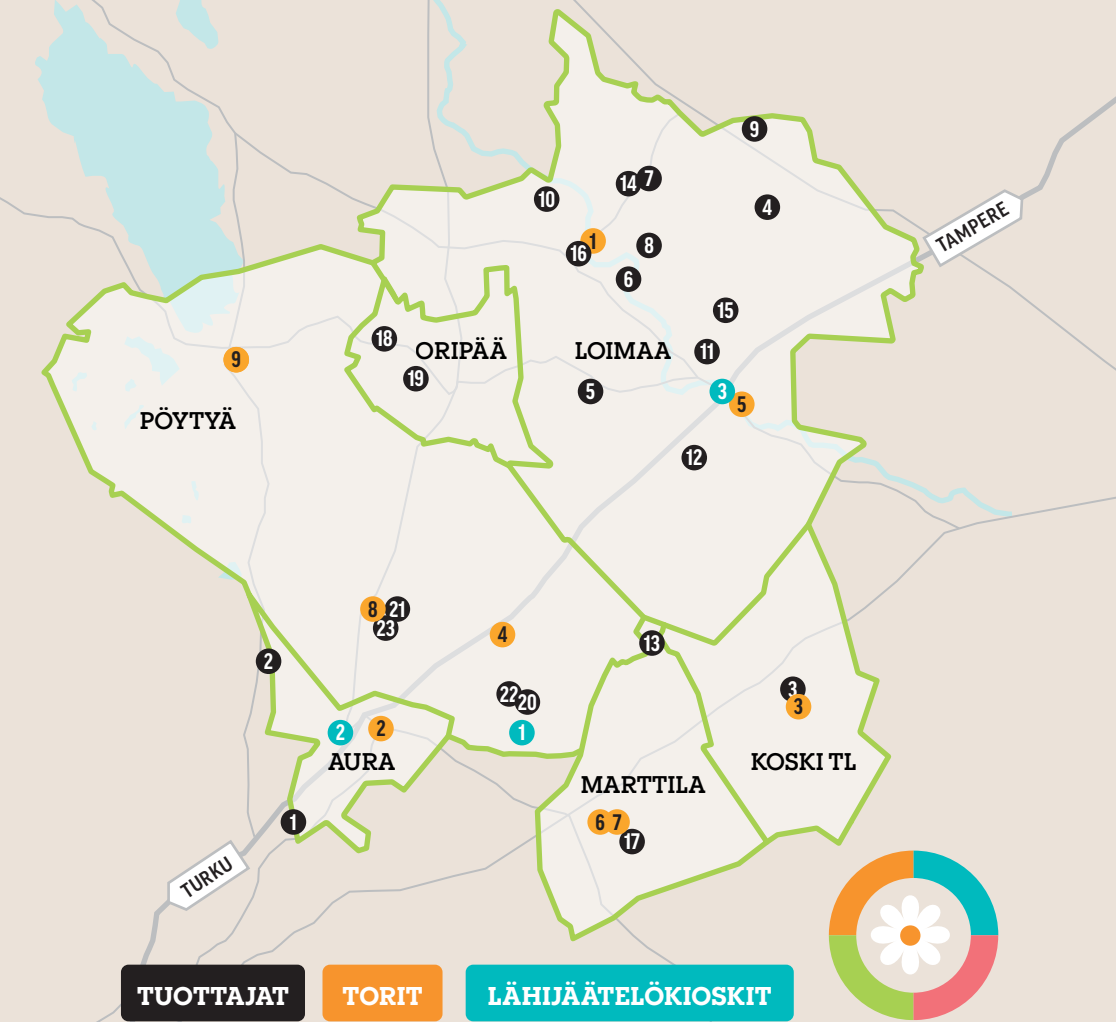 9
14 7
10
4
TAMPERE
1
16
8
6
15
18
ORIPÄÄ
LOIMAA
11
9
19
5
3
5
PÖYTYÄ
12
8 21
23
4
13
2
22 20
3
3
2
2
1
AURA
KOSKI TL
MARTTILA
1
6 7
17
TURKU
TUOTTAJAT
TORIT
LÄHIJÄÄTELÖKIOSKIT